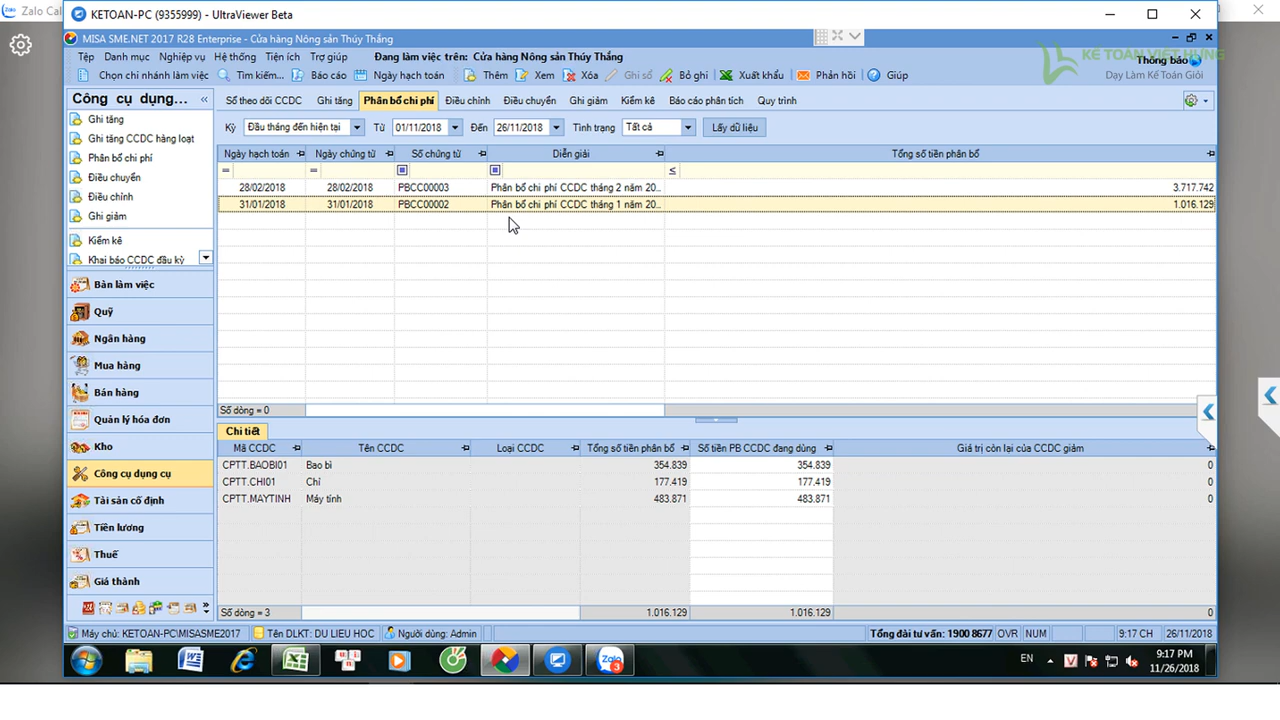 Zalo Cal
KETOAN-PC (9355999) - UltraViewer Beta
MISA SME.NET 2017 R28 Enterprise - Cửa hàng Nông sản Thúy Thắng
KẾ TOÁN VIỆT HƯNG
Dạy Làm Kế Toán Giỏi
Tệp Danh mục Nghiệp vụ Hệ thống Tiện ích Trợ giúp Đang làm việc trên: Cửa hàng Nông sản Thúy Thắng Thông báo
Chọn chi nhánh làm việc Tìm kiếm... Báo cáo Ngày hạch toán Thêm Xem Xóa Ghi sổ Bỏ ghi Xuất khẩu Phản hồi Giúp
Công cụ dụng... «
Số theo dõi CCDC Ghi tăng Phân bổ chi phí Điều chỉnh Điều chuyển Ghi giảm Kiểm kê Báo cáo phân tích Quy trình
Kỳ Đầu tháng đến hiện tại Từ 01/11/2018 Đến 26/11/2018 Tình trạng Tất cả Lấy dữ liệu
Ghi tăng
Ghi tăng CCDC hàng loạt
Phân bổ chi phí
Điều chuyển
Điều chỉnh
Ghi giảm
Kiểm kê
Khai báo CCDC đầu kỳ
Bàn làm việc
Quỹ
Ngân hàng
Mua hàng
Bán hàng
Quản lý hóa đơn
Kho
Công cụ dụng cụ
Tài sản cố định
Tiền lương
Thuế
Giá thành
Ngày hạch toán Ngày chứng từ Số chứng từ Diễn giải Tổng số tiền phân bổ
= = ≤
28/02/2018 28/02/2018 PBCC00003 Phân bổ chi phí CCDC tháng 2 năm 20... 3.717.742
31/01/2018 31/01/2018 PBCC00002 Phân bổ chi phí CCDC tháng 1 năm 20... 1.016.129
Số dòng = 0
Chi tiết
Mã CCDC Tên CCDC Loại CCDC Tổng số tiền phân bổ Số tiền PB CCDC đang dùng Giá trị còn lại của CCDC giảm
CPTT.BAOBI01 Bao bì 354.839 354.839 0
CPTT.CHI01 Chỉ 177.419 177.419 0
CPTT.MAYTINH Máy tính 483.871 483.871 0
Số dòng = 3 1.016.129 1.016.129 0
Máy chủ: KETOAN-PC\MISASME2017 Tên DLKT: DU LIEU HOC Người dùng: Admin Tổng đài tư vấn: 1900 8677 OVR NUM 9:17 CH 26/11/2018
EN 9:17 PM
11/26/2018
Zalo 3